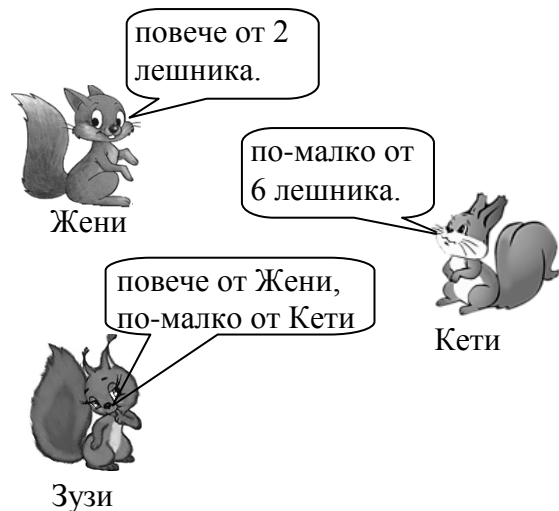 повече от 2
лешника.
Жени
по-малко от
6 лешника.
Кети
повече от Жени,
по-малко от Кети
Зузи